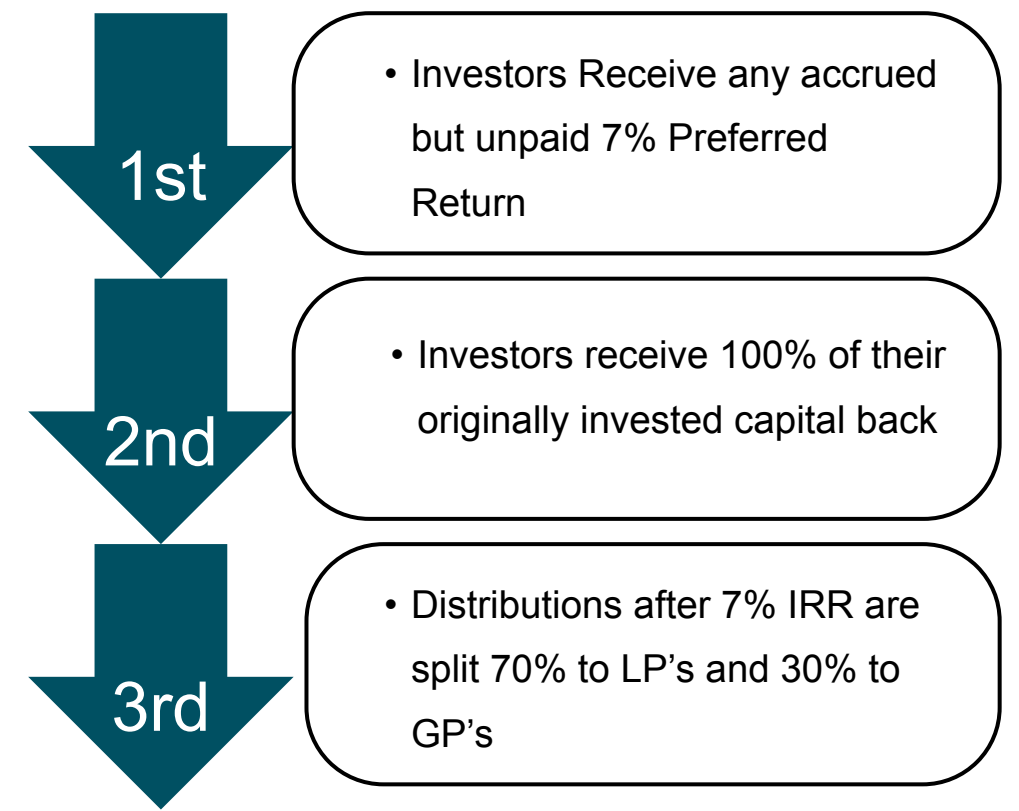 1st
• Investors Receive any accrued
but unpaid 7% Preferred
Return
2nd
• Investors receive 100% of their
originally invested capital back
3rd
• Distributions after 7% IRR are
split 70% to LP’s and 30% to
GP’s